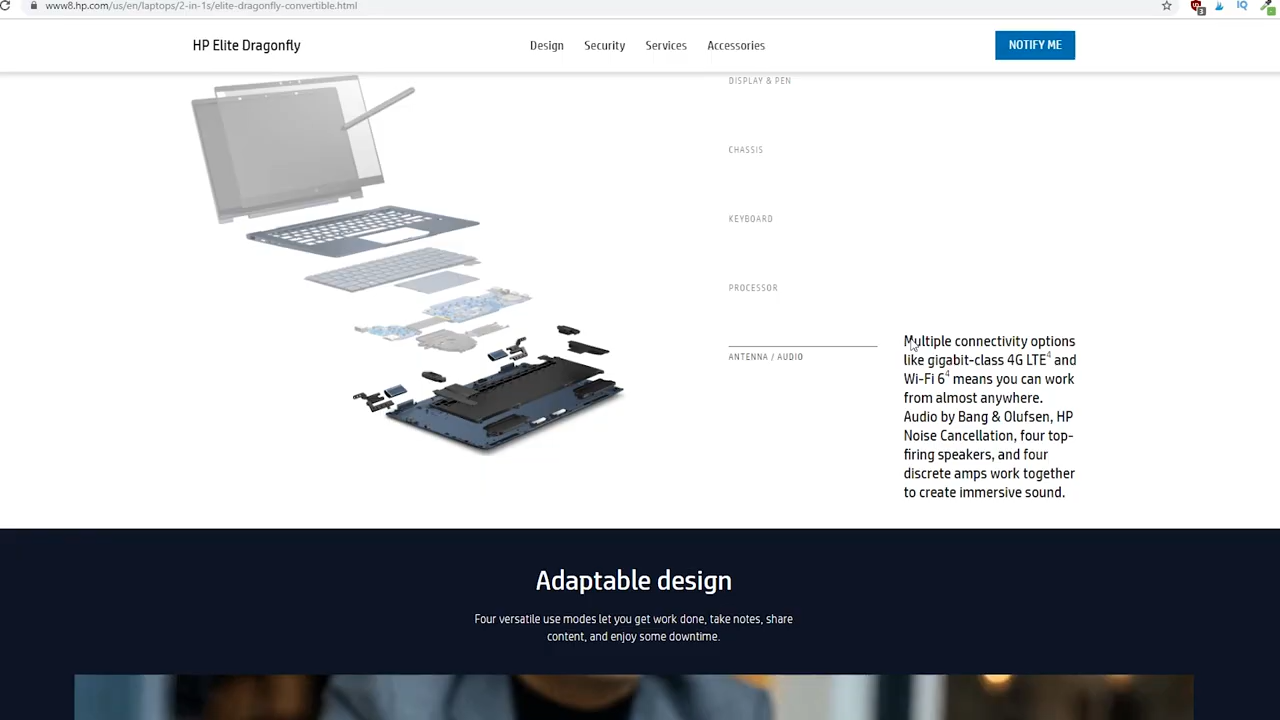 www8.hp.com/us/en/laptops/2-in-1s/elite-dragonfly-convertible.html
HP Elite Dragonfly
Design
Security
Services
Accessories
NOTIFY ME
DISPLAY & PEN
CHASSIS
KEYBOARD
PROCESSOR
ANTENNA / AUDIO
Multiple connectivity options
like gigabit-class 4G LTE4 and
Wi-Fi 64 means you can work
from almost anywhere.
Audio by Bang & Olufsen, HP
Noise Cancellation, four top-
firing speakers, and four
discrete amps work together
to create immersive sound.
Adaptable design
Four versatile use modes let you get work done, take notes, share
content, and enjoy some downtime.